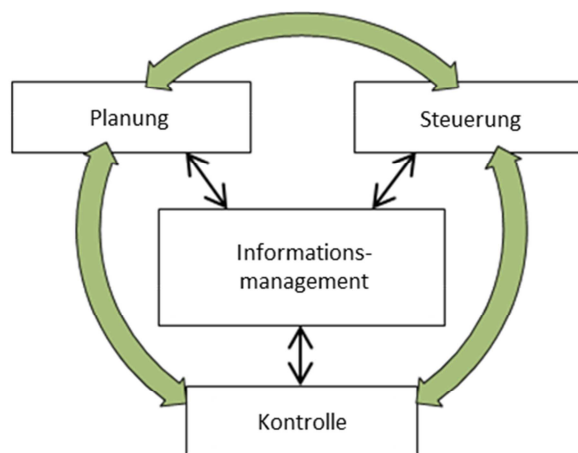 Planung
Steuerung
Informations-
management
Kontrolle